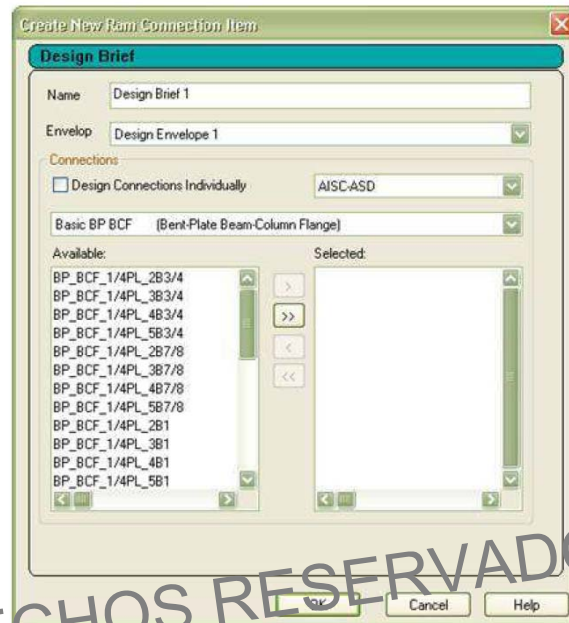 Create New Ram Connection Item
Design Brief
Name Design Brief 1
Envelop Design Envelope 1
Connections
Design Connections Individually AISC-ASD
Basic BP BCF (Bent-Plate Beam-Column Flange)
Available: Selected:
BP_BCF_1/4PL_2B3/4
BP_BCF_1/4PL_3B3/4
>
BP_BCF_1/4PL_4B3/4
BP_BCF_1/4PL_5B3/4
>>
BP_BCF_1/4PL_2B7/8
BP_BCF_1/4PL_3B7/8
<
BP_BCF_1/4PL_4B7/8
<<
BP_BCF_1/4PL_5B7/8
BP_BCF_1/4PL_2B1
BP_BCF_1/4PL_3B1
BP_BCF_1/4PL_4B1
BP_BCF_1/4PL_5B1
OK Cancel Help
ECHOS RESERVADO